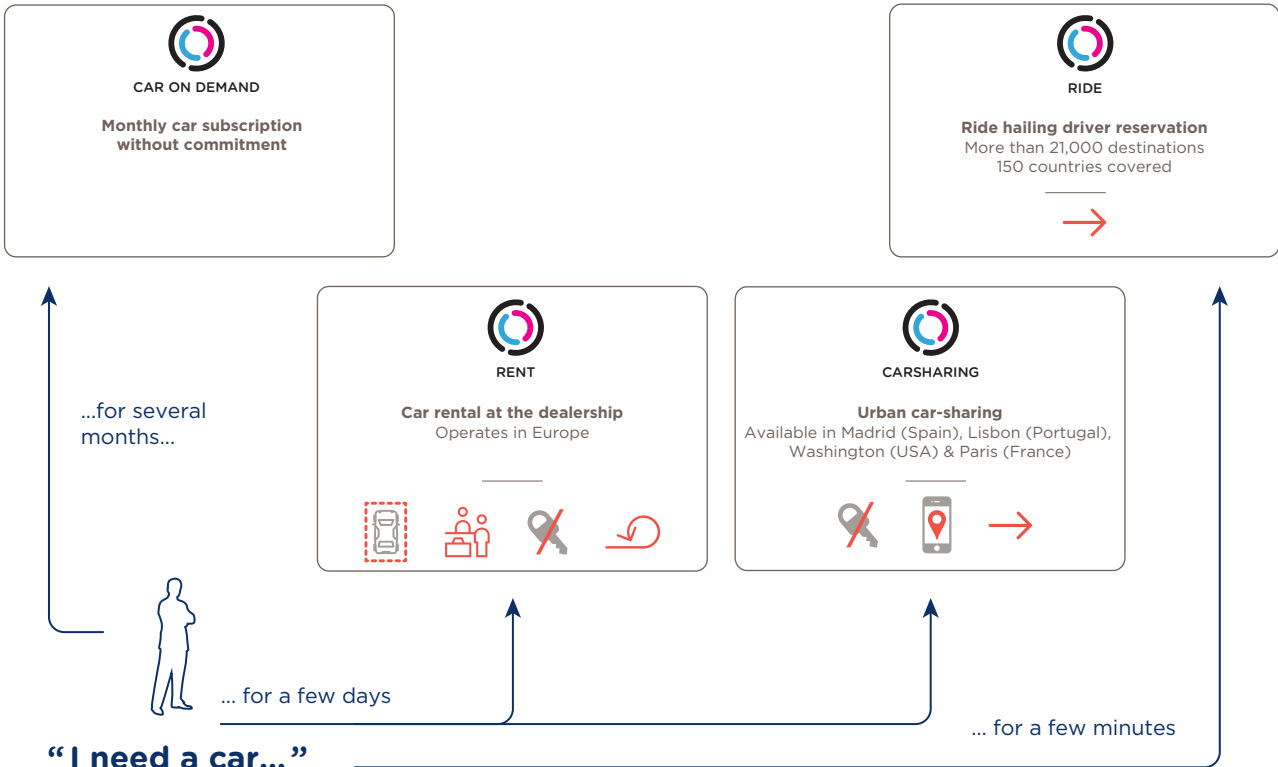 CAR ON DEMAND
Monthly car subscription
without commitment
RIDE
Ride hailing driver reservation
More than 21,000 destinations
150 countries covered
...for several
months...
RENT
Car rental at the dealership
Operates in Europe
CARSHARING
Urban car-sharing
Available in Madrid (Spain), Lisbon (Portugal),
Washington (USA) & Paris (France)
... for a few days
... for a few minutes
“I need a car...”